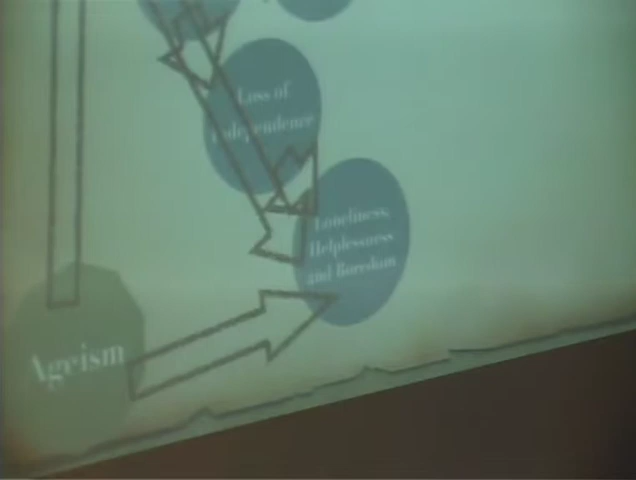 Loss of
Independence
Loneliness,
Helplessness
and Boredom
Ageism